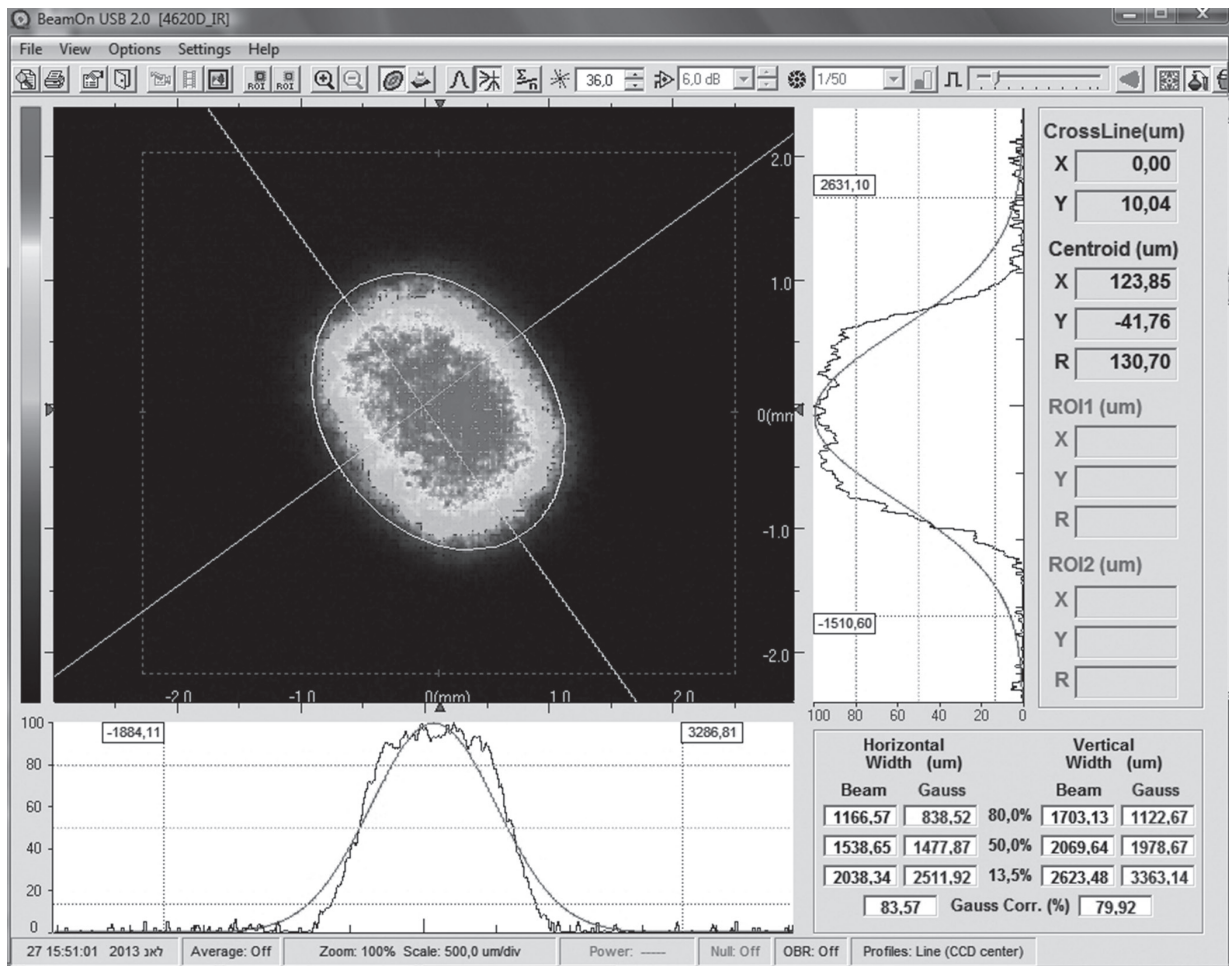 BeamOn USB 2.0 [4620D_IR]
File View Options Settings Help
ROI ROI 36,0 6,0 dB 1/50
2.0
1.0
0(mm
-1.0
-2.0
-2.0 -1.0 0(mm) 1.0 2.0
2631,10
-1510,60
100 80 60 40 20 0
CrossLine(um)
X 0,00
Y 10,04
Centroid (um)
X 123,85
Y -41,76
R 130,70
ROI1 (um)
X
Y
R
ROI2 (um)
X
Y
R
-1884,11 3286,81
100
80
60
40
20
0
Horizontal Vertical
Width (um) Width (um)
Beam Gauss Beam Gauss
1166,57 838,52 80,0% 1703,13 1122,67
1538,65 1477,87 50,0% 2069,64 1978,67
2038,34 2511,92 13,5% 2623,48 3363,14
83,57 Gauss Corr. (%) 79,92
27 15:51:01 2013 Average: Off Zoom: 100% Scale: 500,0 um/div Power: ----- Null: Off OBR: Off Profiles: Line (CCD center)